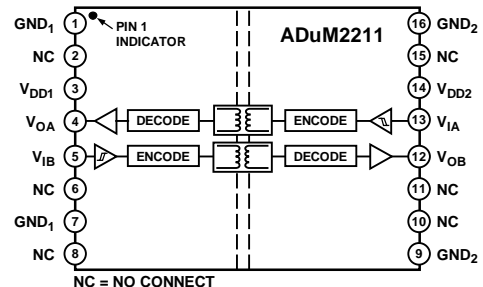 GND1 1 PIN 1 INDICATOR ADuM2211 16 GND2
NC 2 15 NC
VDD1 3 14 VDD2
VOA 4 DECODE ENCODE 13 VIA
VIB 5 ENCODE DECODE 12 VOB
NC 6 11 NC
GND1 7 10 NC
NC 8 9 GND2
NC = NO CONNECT